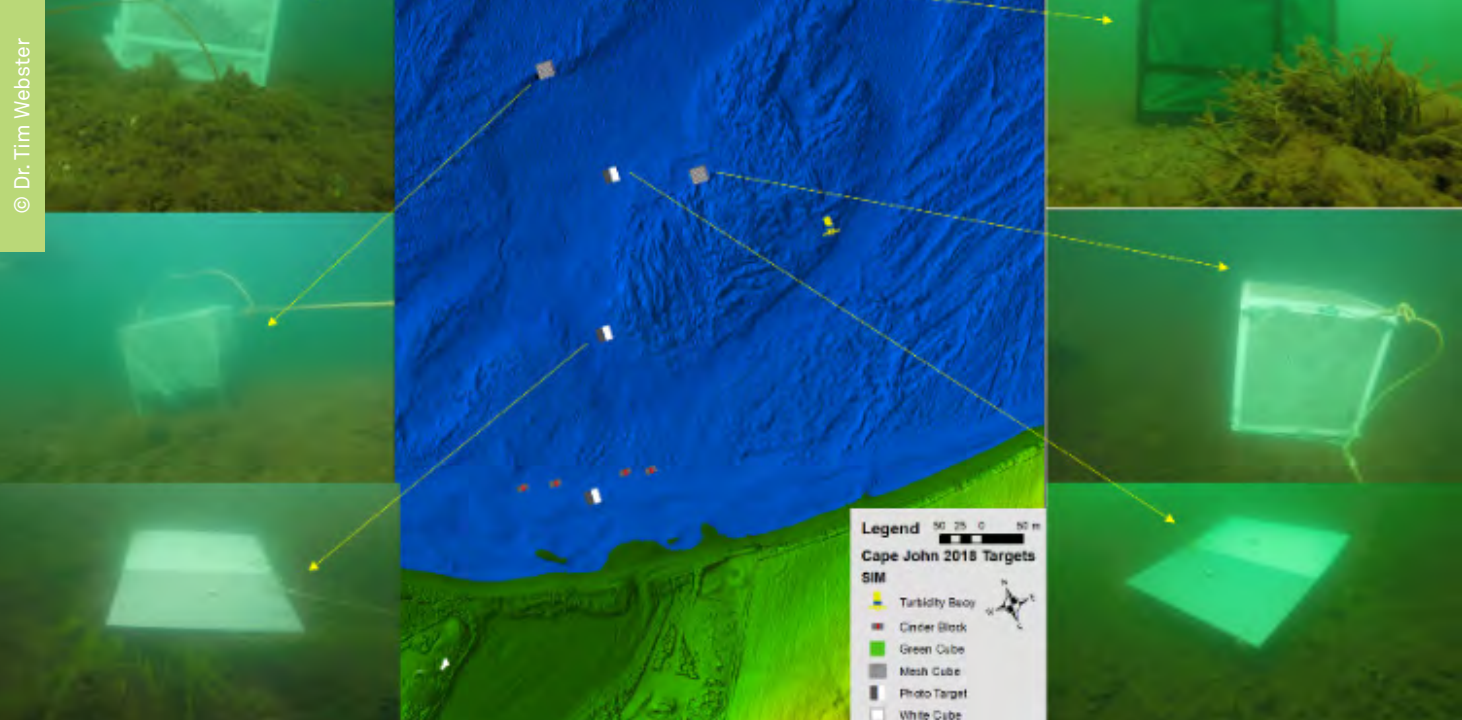 © Dr. Tim Webster
Legend
50 25 0 50 m
Cape John 2018 Targets
SIM
Turbidity Buoy
Cinder Block
Green Cube
Mesh Cube
Photo Target
White Cube